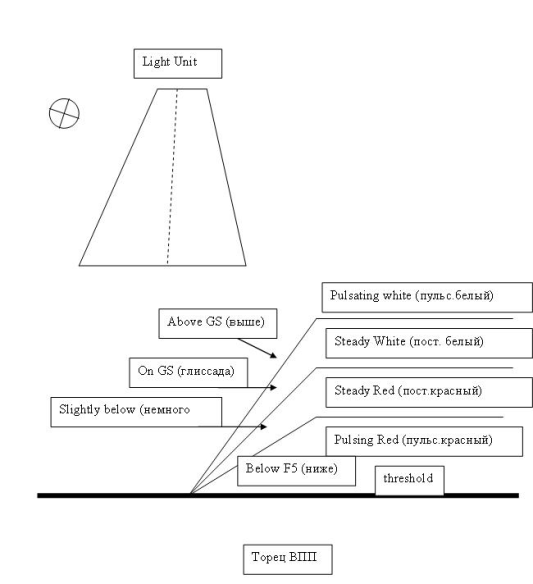 Light Unit
Pulsating white (пульс.белый)
Above GS (выше)
Steady White (пост. белый)
On GS (глиссада)
Steady Red (пост.красный)
Slightly below (немного
Pulsing Red (пульс.красный)
Below F5 (ниже)
threshold
Торец ВПП